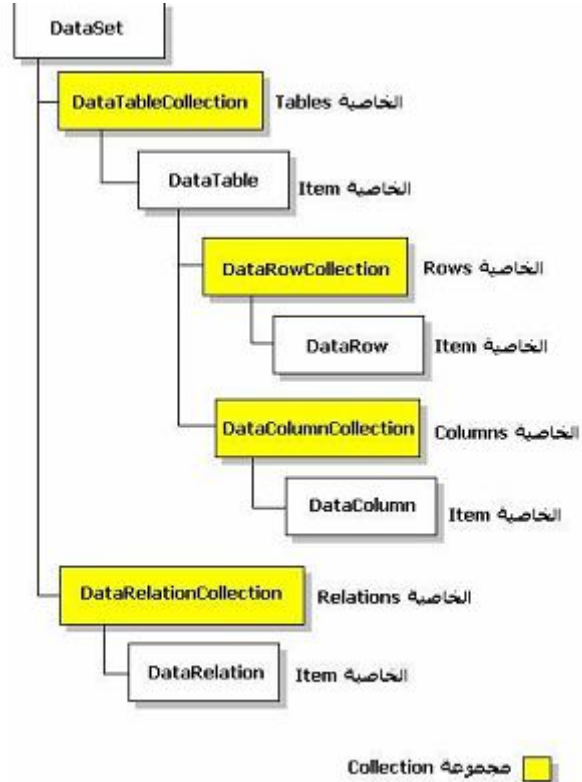 DataSet
DataTableCollection
الخاصية Tables
DataTable
الخاصية Item
DataRowCollection
الخاصية Rows
DataRow
الخاصية Item
DataColumnCollection
الخاصية Columns
DataColumn
الخاصية Item
DataRelationCollection
الخاصية Relations
DataRelation
الخاصية Item
مجموعة Collection